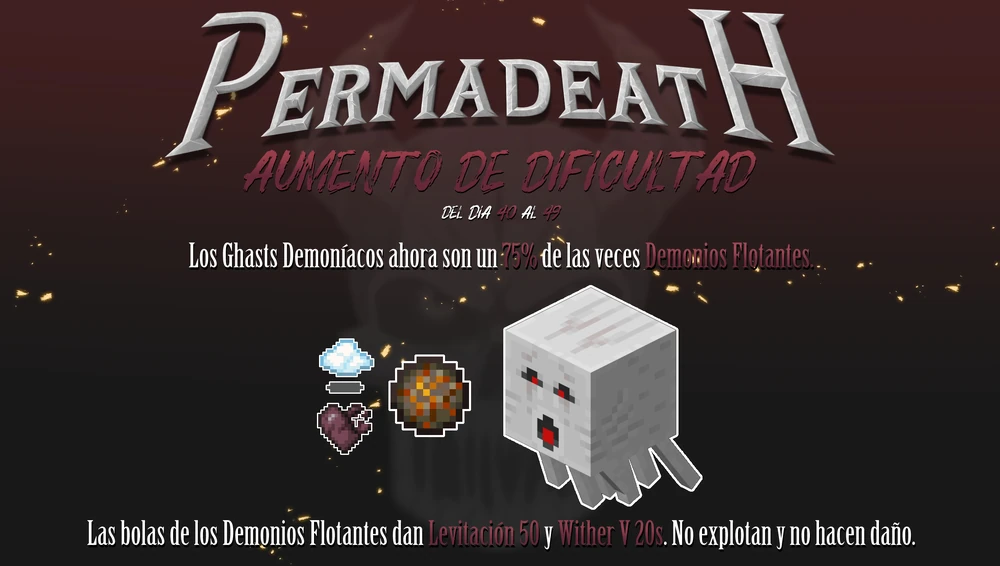 PERMADEATH
AUMENTO DE DIFICULTAD
DEL DÍA 40 AL 49
Los Ghasts Demoníacos ahora son un 75% de las veces Demonios Flotantes.
Las bolas de los Demonios Flotantes dan Levitación 50 y Wither V 20s. No explotan y no hacen daño.